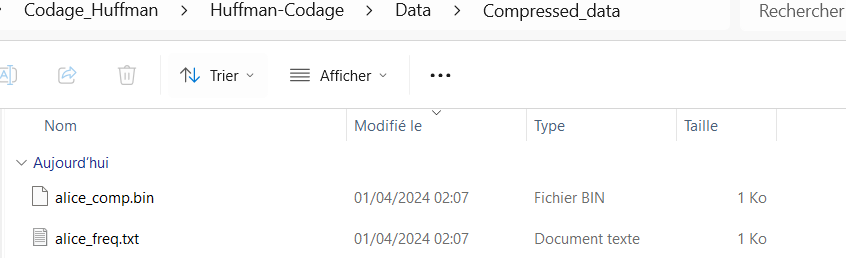 Codage_Huffman > Huffman-Codage > Data > Compressed_data Rechercher
Trier Afficher ...
Nom Modifié le Type Taille
Aujourd'hui
alice_comp.bin 01/04/2024 02:07 Fichier BIN 1 Ko
alice_freq.txt 01/04/2024 02:07 Document texte 1 Ko